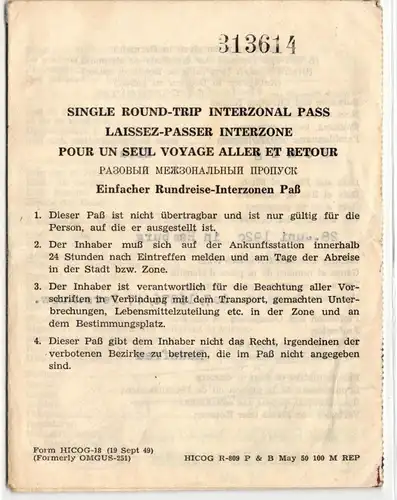 313614
SINGLE ROUND-TRIP INTERZONAL PASS
LAISSEZ-PASSER INTERZONE
POUR UN SEUL VOYAGE ALLER ET RETOUR
РАЗОВЫЙ МЕЖЗОНАЛЬНЫЙ ПРОПУСК
Einfacher Rundreise-Interzonen Paß
1. Dieser Paß ist nicht übertragbar und ist nur gültig für die
Person, auf die er ausgestellt ist.
2. Der Inhaber muß sich auf der Ankunftsstation innerhalb
24 Stunden nach Eintreffen melden und am Tage der Abreise
in der Stadt bzw. Zone.
3. Der Inhaber ist verantwortlich für die Beachtung aller Vor-
schriften in Verbindung mit dem Transport, gemachten Unter-
brechungen, Lebensmittelzuteilung etc. in der Zone und an
dem Bestimmungsplatz.
4. Dieser Paß gibt dem Inhaber nicht das Recht, irgendeinen der
verbotenen Bezirke zu betreten, die im Paß nicht angegeben
sind.
Form HICOG-18 (19 Sept 49)
(Formerly OMGUS-251)
HICOG R-809 P & B May 50 100 M REP